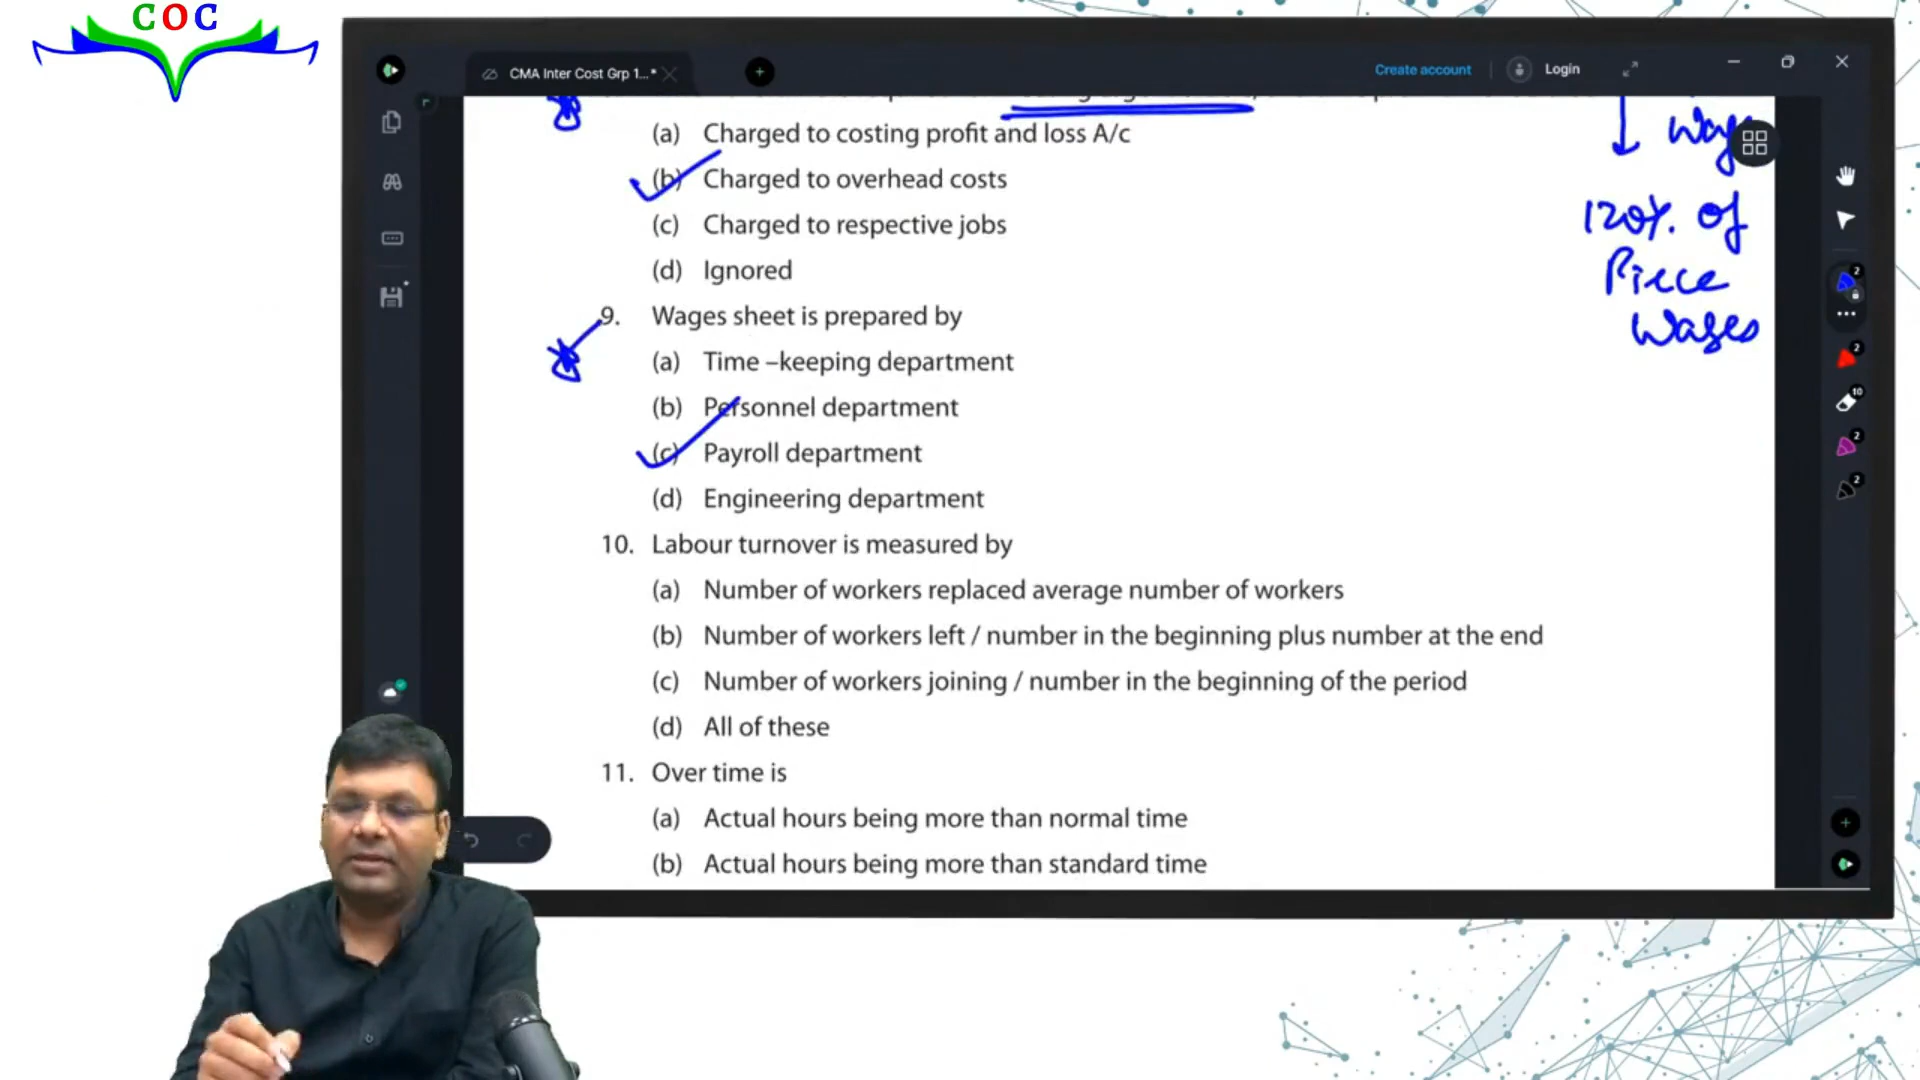 COC
CMA Inter Cost Grp 1...*
Create account
Login
(a) Charged to costing profit and loss A/c
(b) Charged to overhead costs
(c) Charged to respective jobs
(d) Ignored
9. Wages sheet is prepared by
(a) Time –keeping department
(b) Personnel department
(c) Payroll department
(d) Engineering department
10. Labour turnover is measured by
(a) Number of workers replaced average number of workers
(b) Number of workers left / number in the beginning plus number at the end
(c) Number of workers joining / number in the beginning of the period
(d) All of these
11. Over time is
(a) Actual hours being more than normal time
(b) Actual hours being more than standard time
120%. of
Piece
Wages
2
2
10
2
2